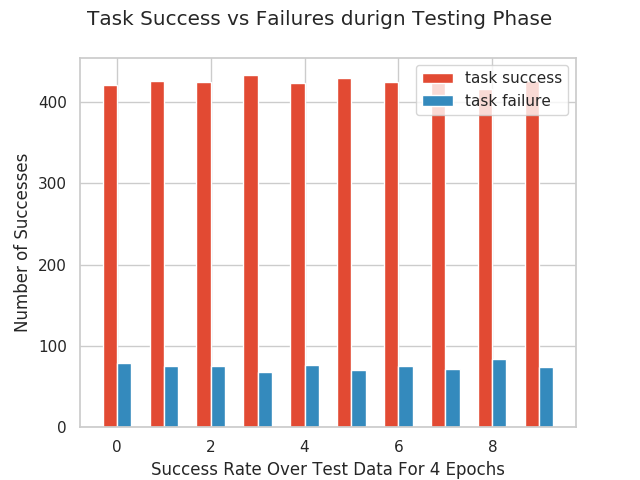 Task Success vs Failures durign Testing Phase
task success
task failure
Number of Successes
400
300
200
100
0
0 2 4 6 8
Success Rate Over Test Data For 4 Epochs